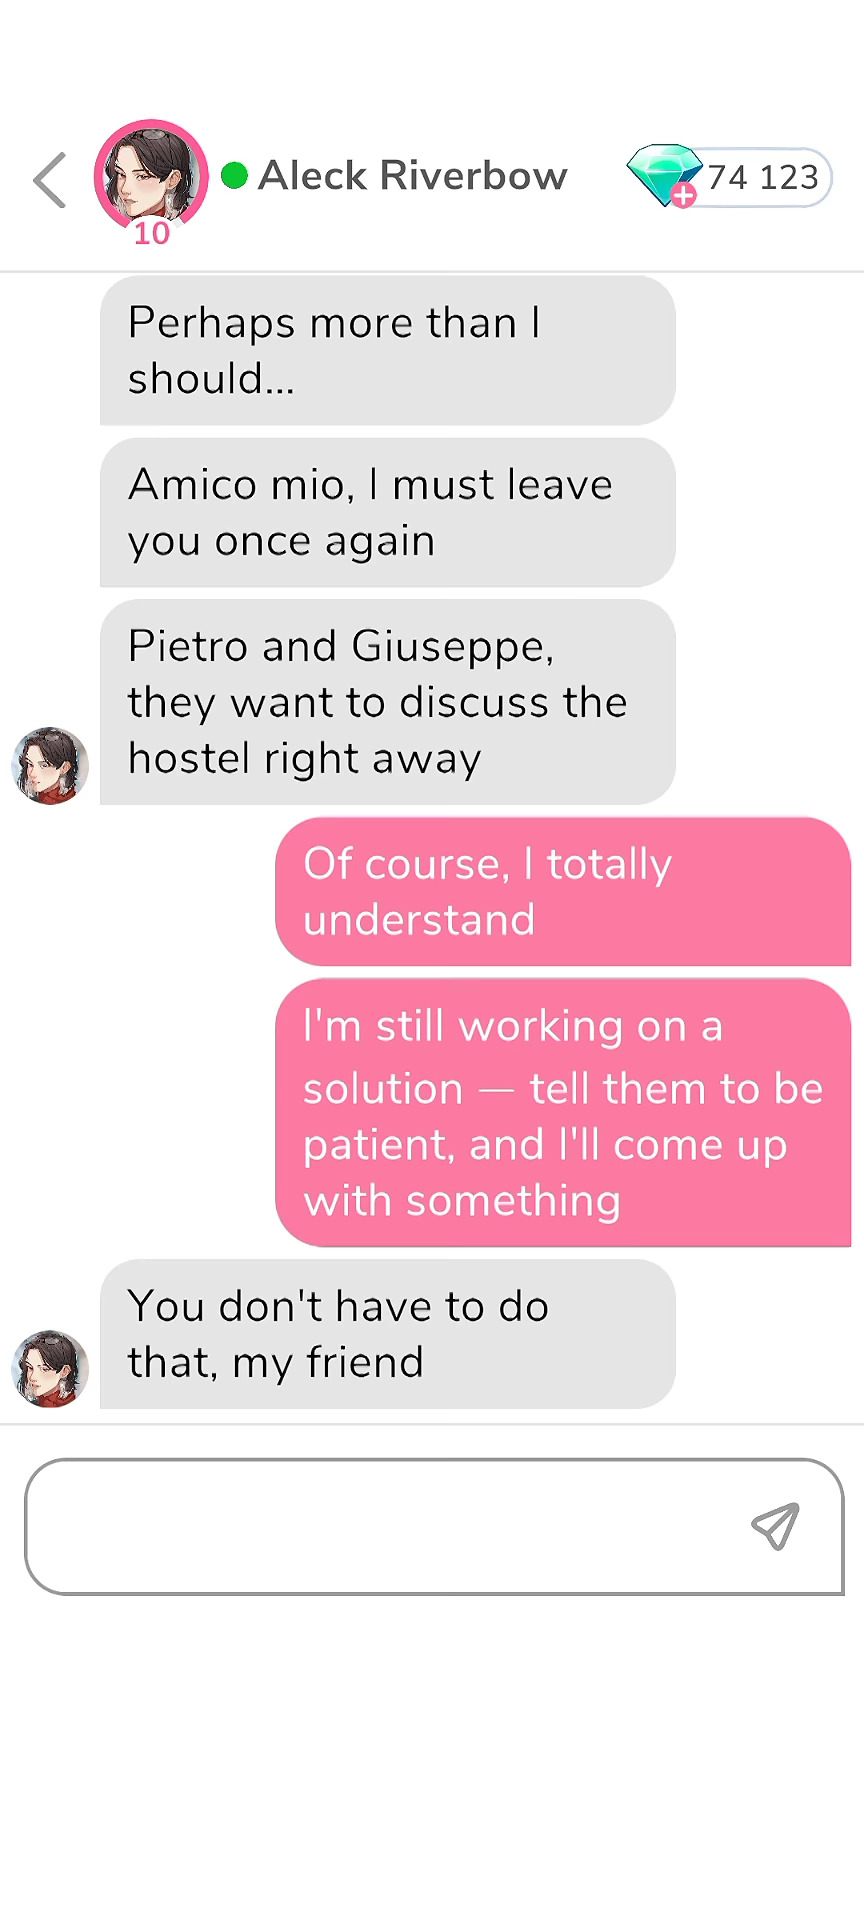 Aleck Riverbow
74 123
10
Perhaps more than I
should...
Amico mio, I must leave
you once again
Pietro and Giuseppe,
they want to discuss the
hostel right away
Of course, I totally
understand
I'm still working on a
solution — tell them to be
patient, and I'll come up
with something
You don't have to do
that, my friend